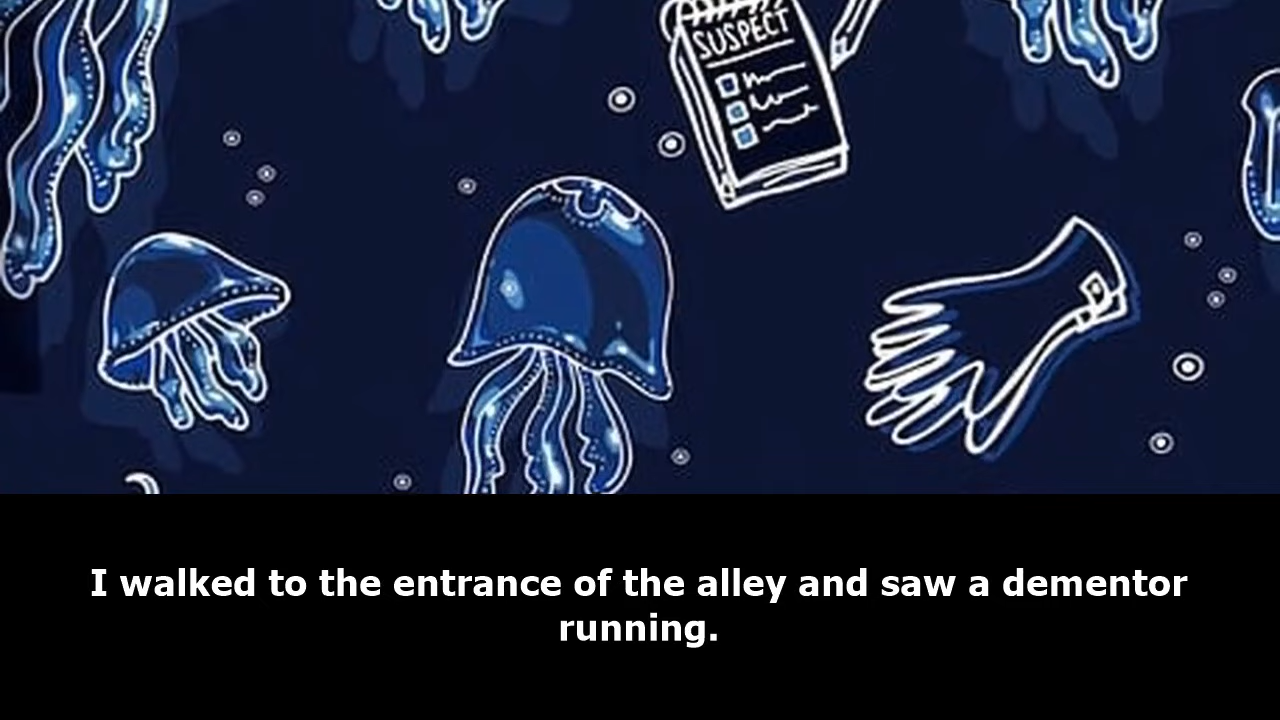 SUSPECT
I walked to the entrance of the alley and saw a dementor
running.